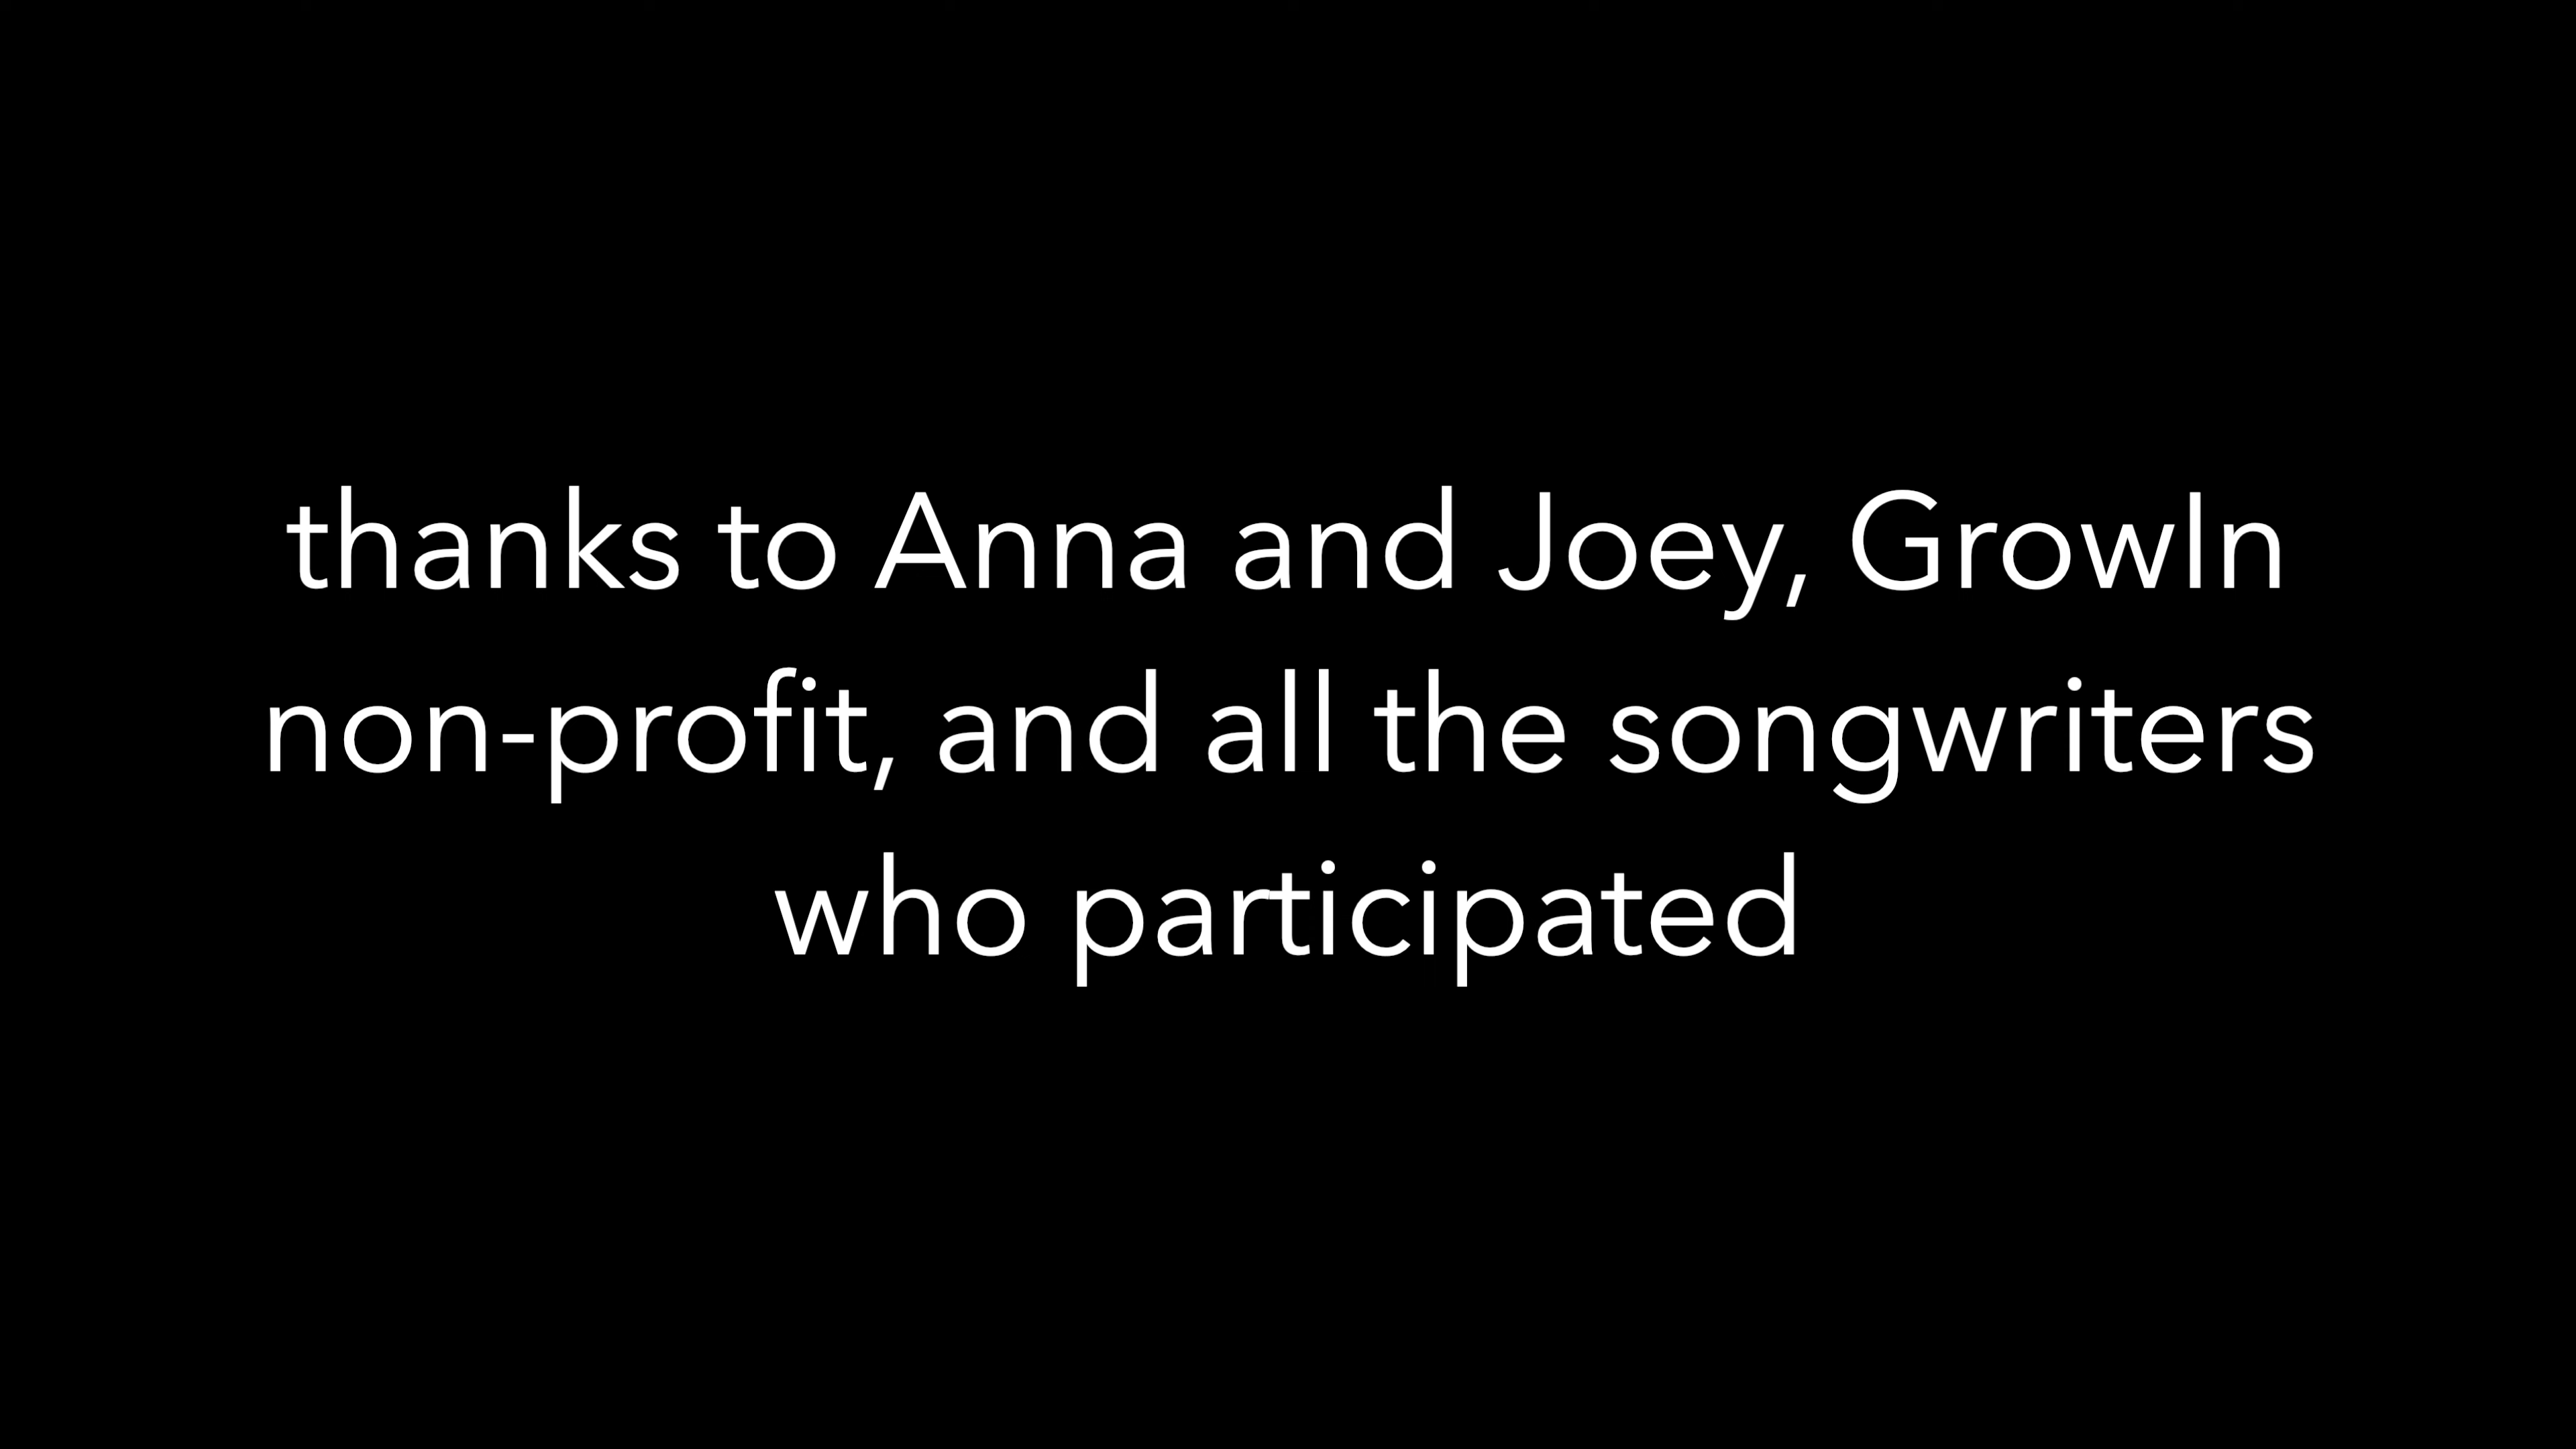 thanks to Anna and Joey, GrowIn
non-profit, and all the songwriters
who participated